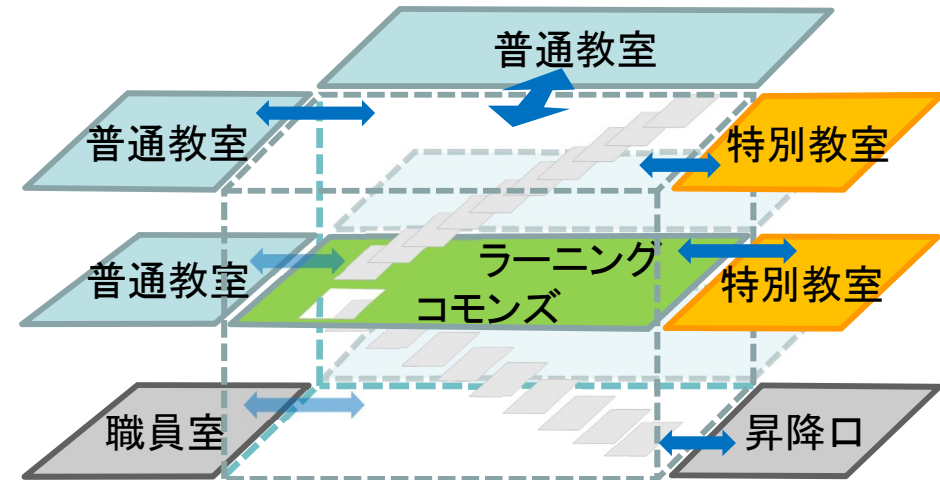 普通教室
普通教室
特別教室
普通教室
ラーニング
コモンズ
特別教室
職員室
昇降口